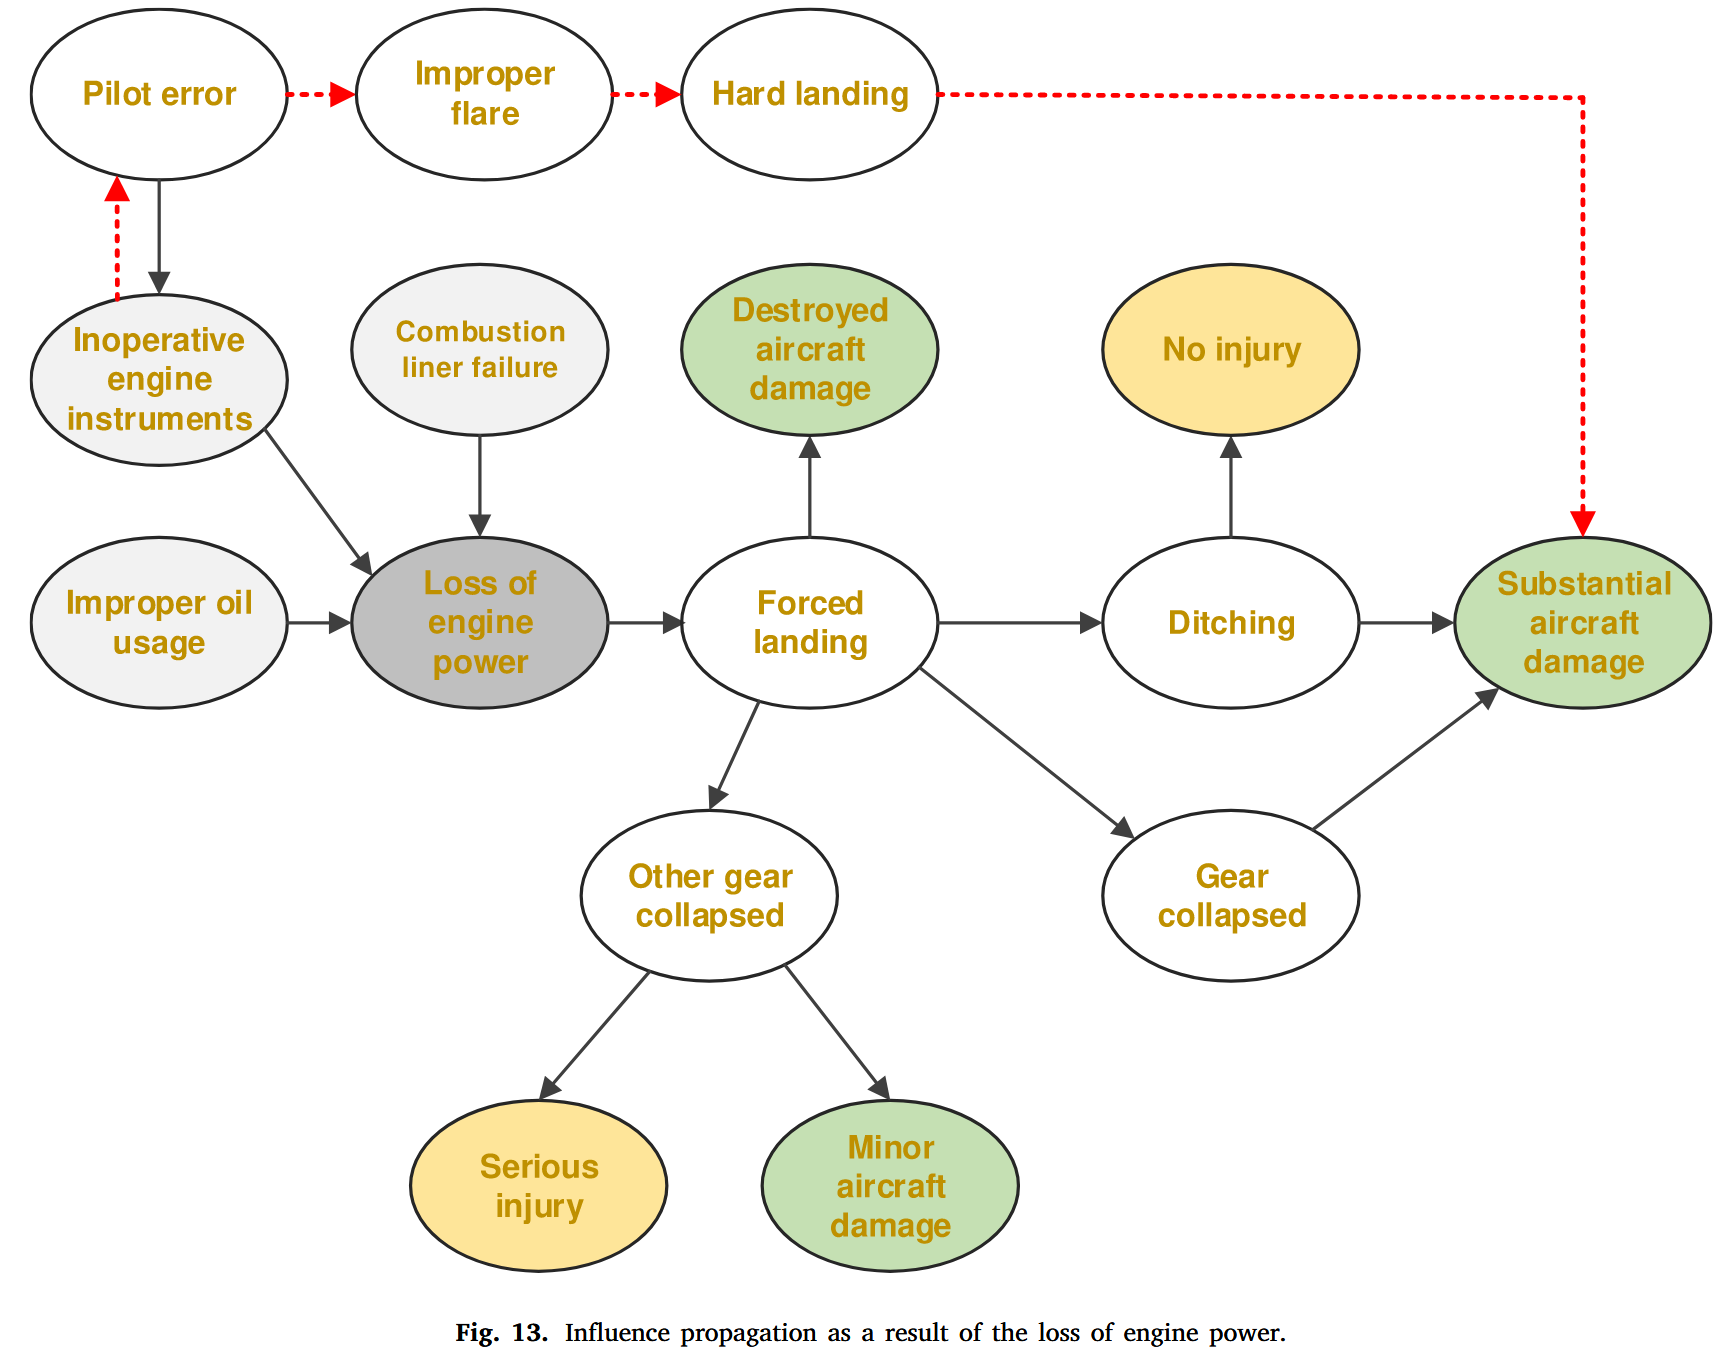 Pilot error
Improper
flare
Hard landing
Inoperative
engine
instruments
Combustion
liner failure
Destroyed
aircraft
damage
No injury
Improper oil
usage
Loss of
engine
power
Forced
landing
Ditching
Substantial
aircraft
damage
Other gear
collapsed
Gear
collapsed
Serious
injury
Minor
aircraft
damage
Fig. 13. Influence propagation as a result of the loss of engine power.